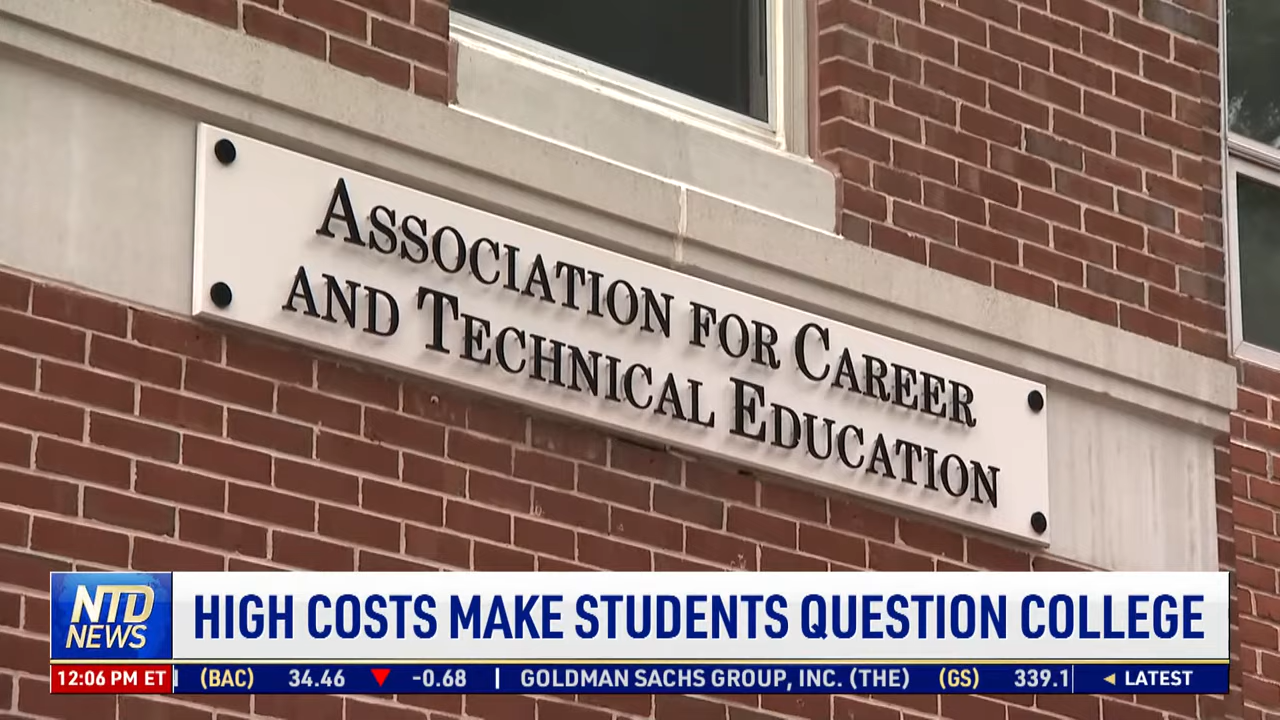 ASSOCIATION FOR CAREER
AND TECHNICAL EDUCATION
NTD
NEWS
HIGH COSTS MAKE STUDENTS QUESTION COLLEGE
12:06 PM ET
(BAC) 34.46 ▼ -0.68 | GOLDMAN SACHS GROUP, INC. (THE) (GS) 339.1
◄ LATEST